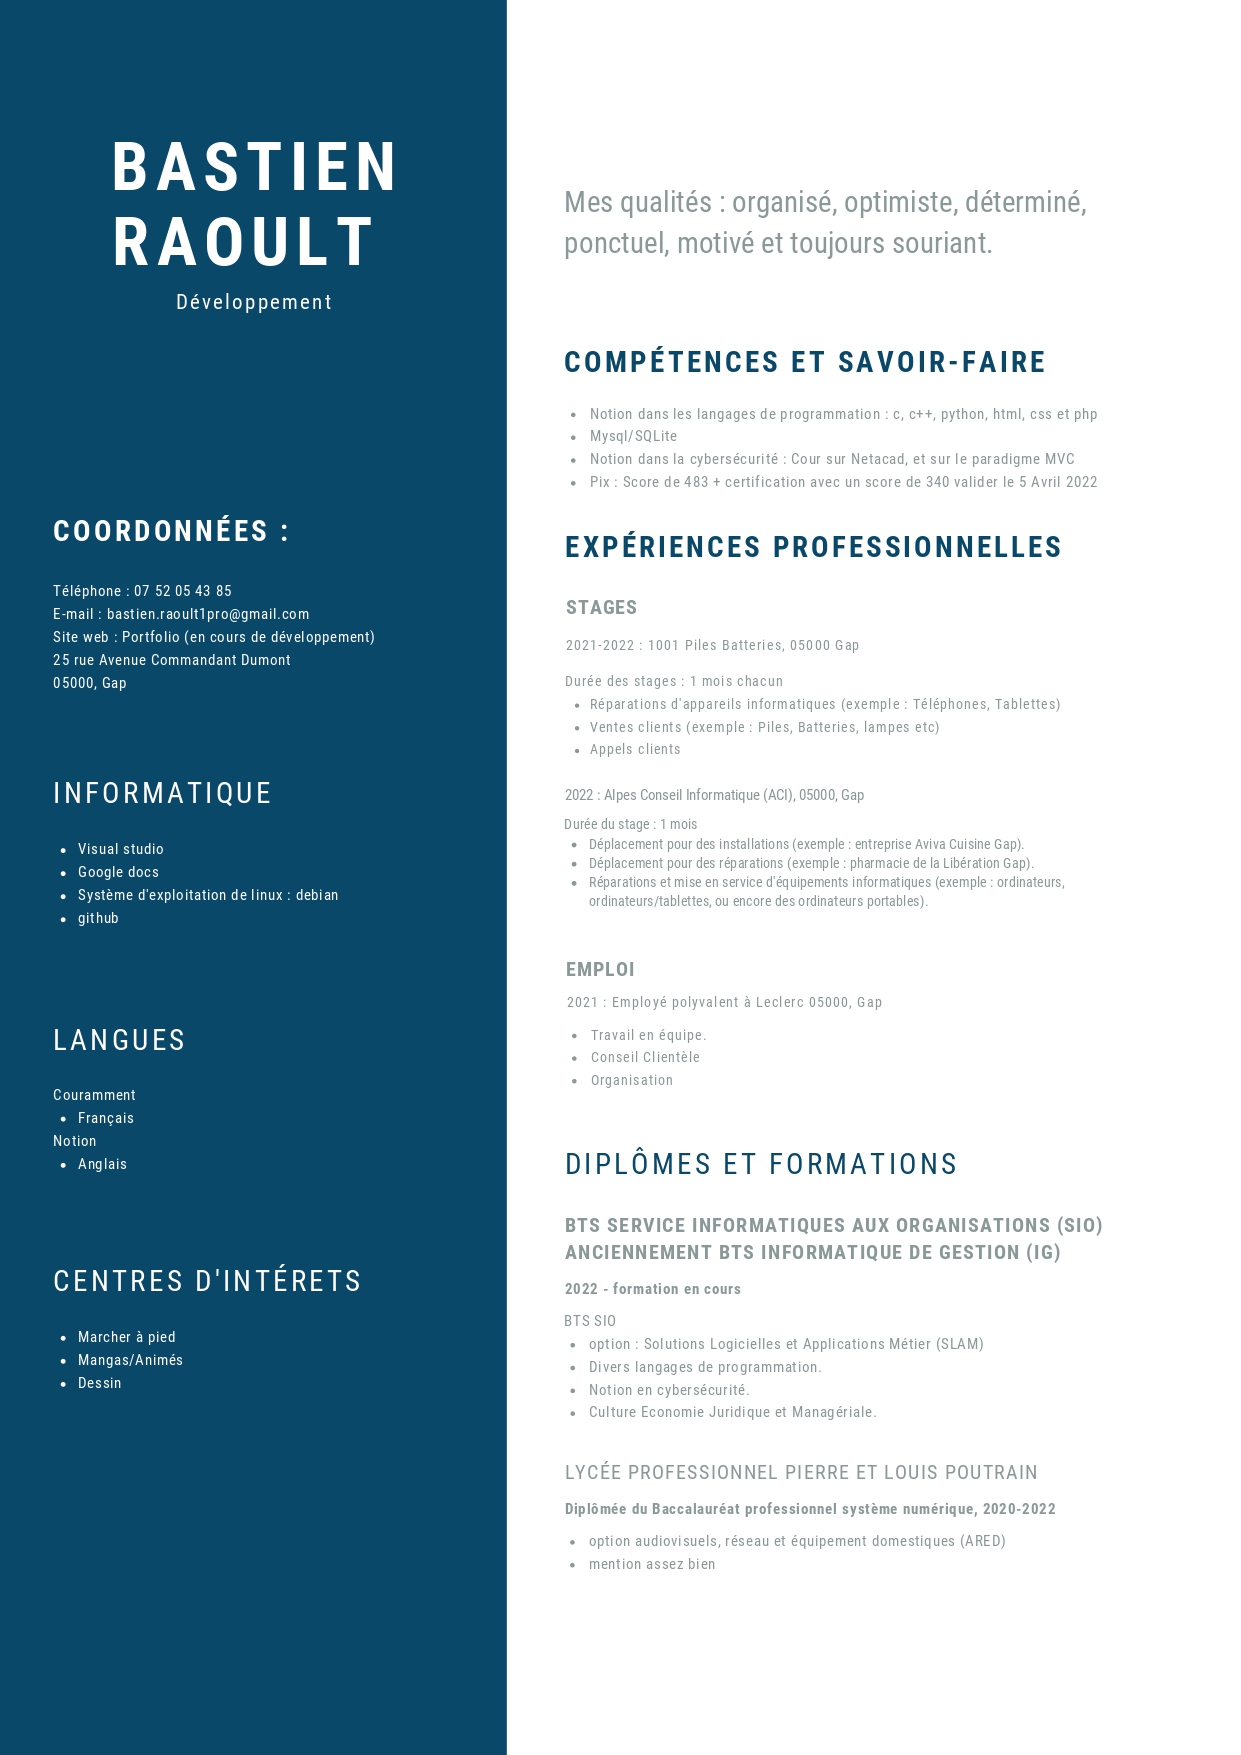 BASTIEN
RAOULT
Développement
COORDONNÉES :
Téléphone : 07 52 05 43 85
E-mail : bastien.raoult1pro@gmail.com
Site web : Portfolio (en cours de développement)
25 rue Avenue Commandant Dumont
05000, Gap
INFORMATIQUE
• Visual studio
• Google docs
• Système d'exploitation de linux : debian
• github
LANGUES
Couramment
• Français
Notion
• Anglais
CENTRES D'INTÉRETS
• Marcher à pied
• Mangas/Animés
• Dessin
Mes qualités : organisé, optimiste, déterminé,
ponctuel, motivé et toujours souriant.
COMPÉTENCES ET SAVOIR-FAIRE
• Notion dans les langages de programmation : c, c++, python, html, css et php
• Mysql/SQLite
• Notion dans la cybersécurité : Cour sur Netacad, et sur le paradigme MVC
• Pix : Score de 483 + certification avec un score de 340 valider le 5 Avril 2022
EXPÉRIENCES PROFESSIONNELLES
STAGES
2021-2022 : 1001 Piles Batteries, 05000 Gap
Durée des stages : 1 mois chacun
• Réparations d'appareils informatiques (exemple : Téléphones, Tablettes)
• Ventes clients (exemple : Piles, Batteries, lampes etc)
• Appels clients
2022 : Alpes Conseil Informatique (ACI), 05000, Gap
Durée du stage : 1 mois
• Déplacement pour des installations (exemple : entreprise Aviva Cuisine Gap).
• Déplacement pour des réparations (exemple : pharmacie de la Libération Gap).
• Réparations et mise en service d'équipements informatiques (exemple : ordinateurs,
ordinateurs/tablettes, ou encore des ordinateurs portables).
EMPLOI
2021 : Employé polyvalent à Leclerc 05000, Gap
• Travail en équipe.
• Conseil Clientèle
• Organisation
DIPLÔMES ET FORMATIONS
BTS SERVICE INFORMATIQUES AUX ORGANISATIONS (SIO)
ANCIENNEMENT BTS INFORMATIQUE DE GESTION (IG)
2022 - formation en cours
BTS SIO
• option : Solutions Logicielles et Applications Métier (SLAM)
• Divers langages de programmation.
• Notion en cybersécurité.
• Culture Economie Juridique et Managériale.
LYCÉE PROFESSIONNEL PIERRE ET LOUIS POUTRAIN
Diplômée du Baccalauréat professionnel système numérique, 2020-2022
• option audiovisuels, réseau et équipement domestiques (ARED)
• mention assez bien